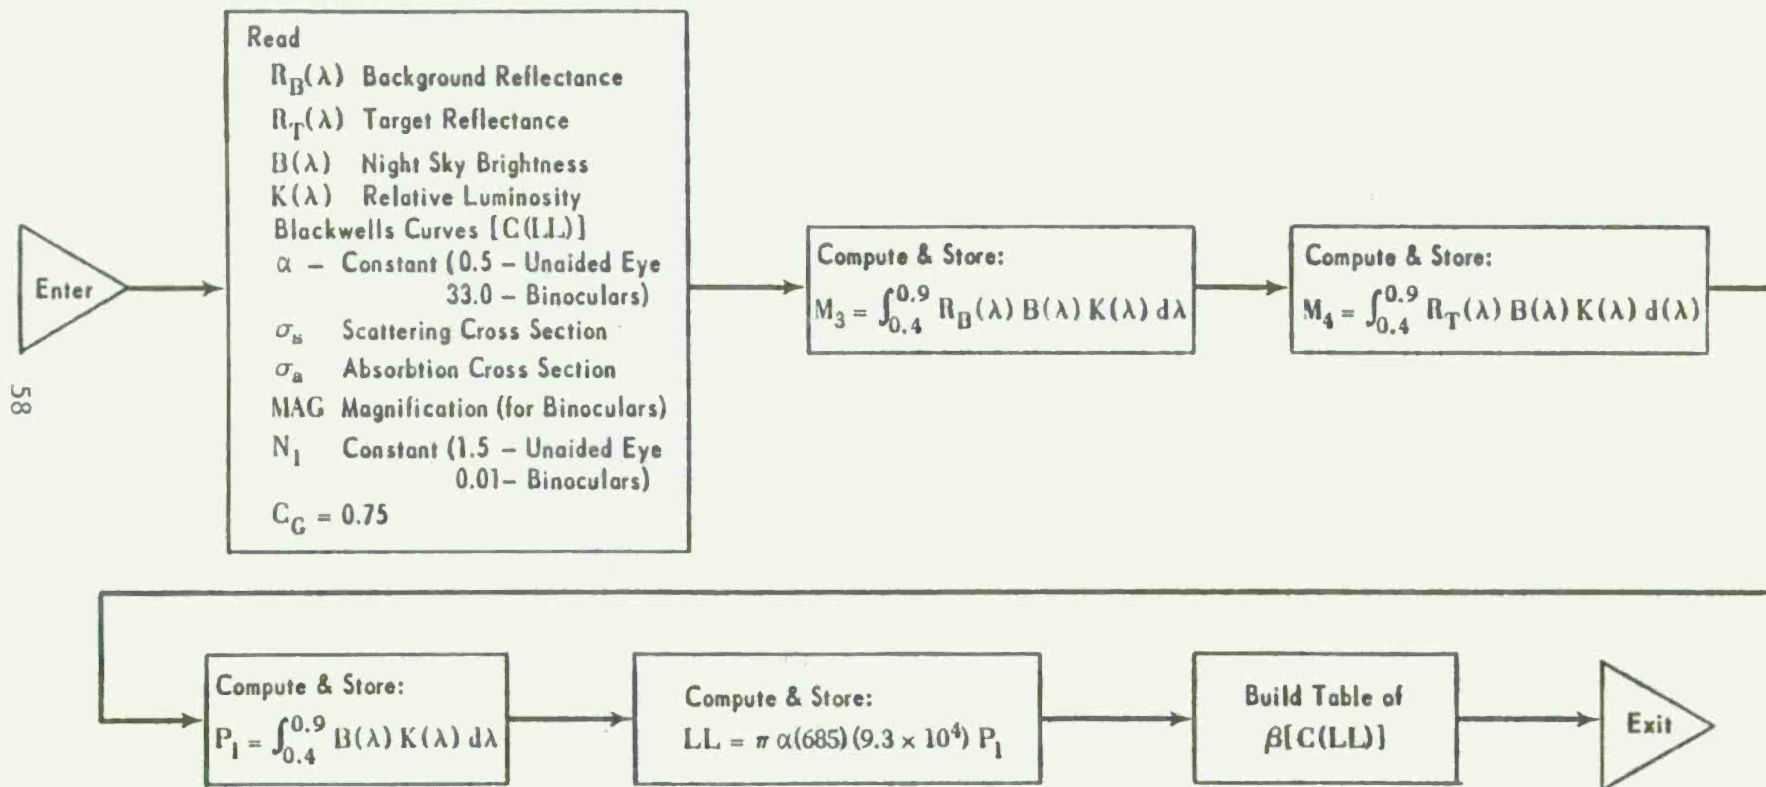 Enter
Read
R_B(λ) Background Reflectance
R_T(λ) Target Reflectance
B(λ) Night Sky Brightness
K(λ) Relative Luminosity
Blackwells Curves [C(LL)]
α – Constant (0.5 – Unaided Eye
33.0 – Binoculars)
σ_s Scattering Cross Section
σ_a Absorbtion Cross Section
MAG Magnification (for Binoculars)
N_1 Constant (1.5 – Unaided Eye
0.01 – Binoculars)
C_G = 0.75
Compute & Store:
M_3 = ∫_{0.4}^{0.9} R_B(λ) B(λ) K(λ) dλ
Compute & Store:
M_4 = ∫_{0.4}^{0.9} R_T(λ) B(λ) K(λ) d(λ)
Compute & Store:
P_1 = ∫_{0.4}^{0.9} B(λ) K(λ) dλ
Compute & Store:
LL = π α(685) (9.3 × 10^4) P_1
Build Table of
β[C(LL)]
Exit
58